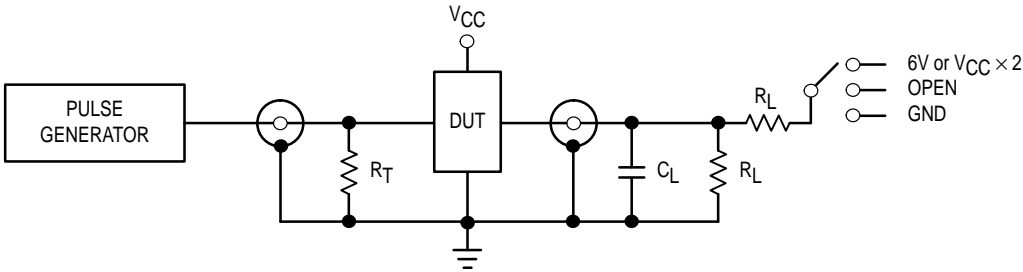 VCC
6V or VCC × 2
OPEN
GND
PULSE
GENERATOR
DUT
RL
RT
CL
RL